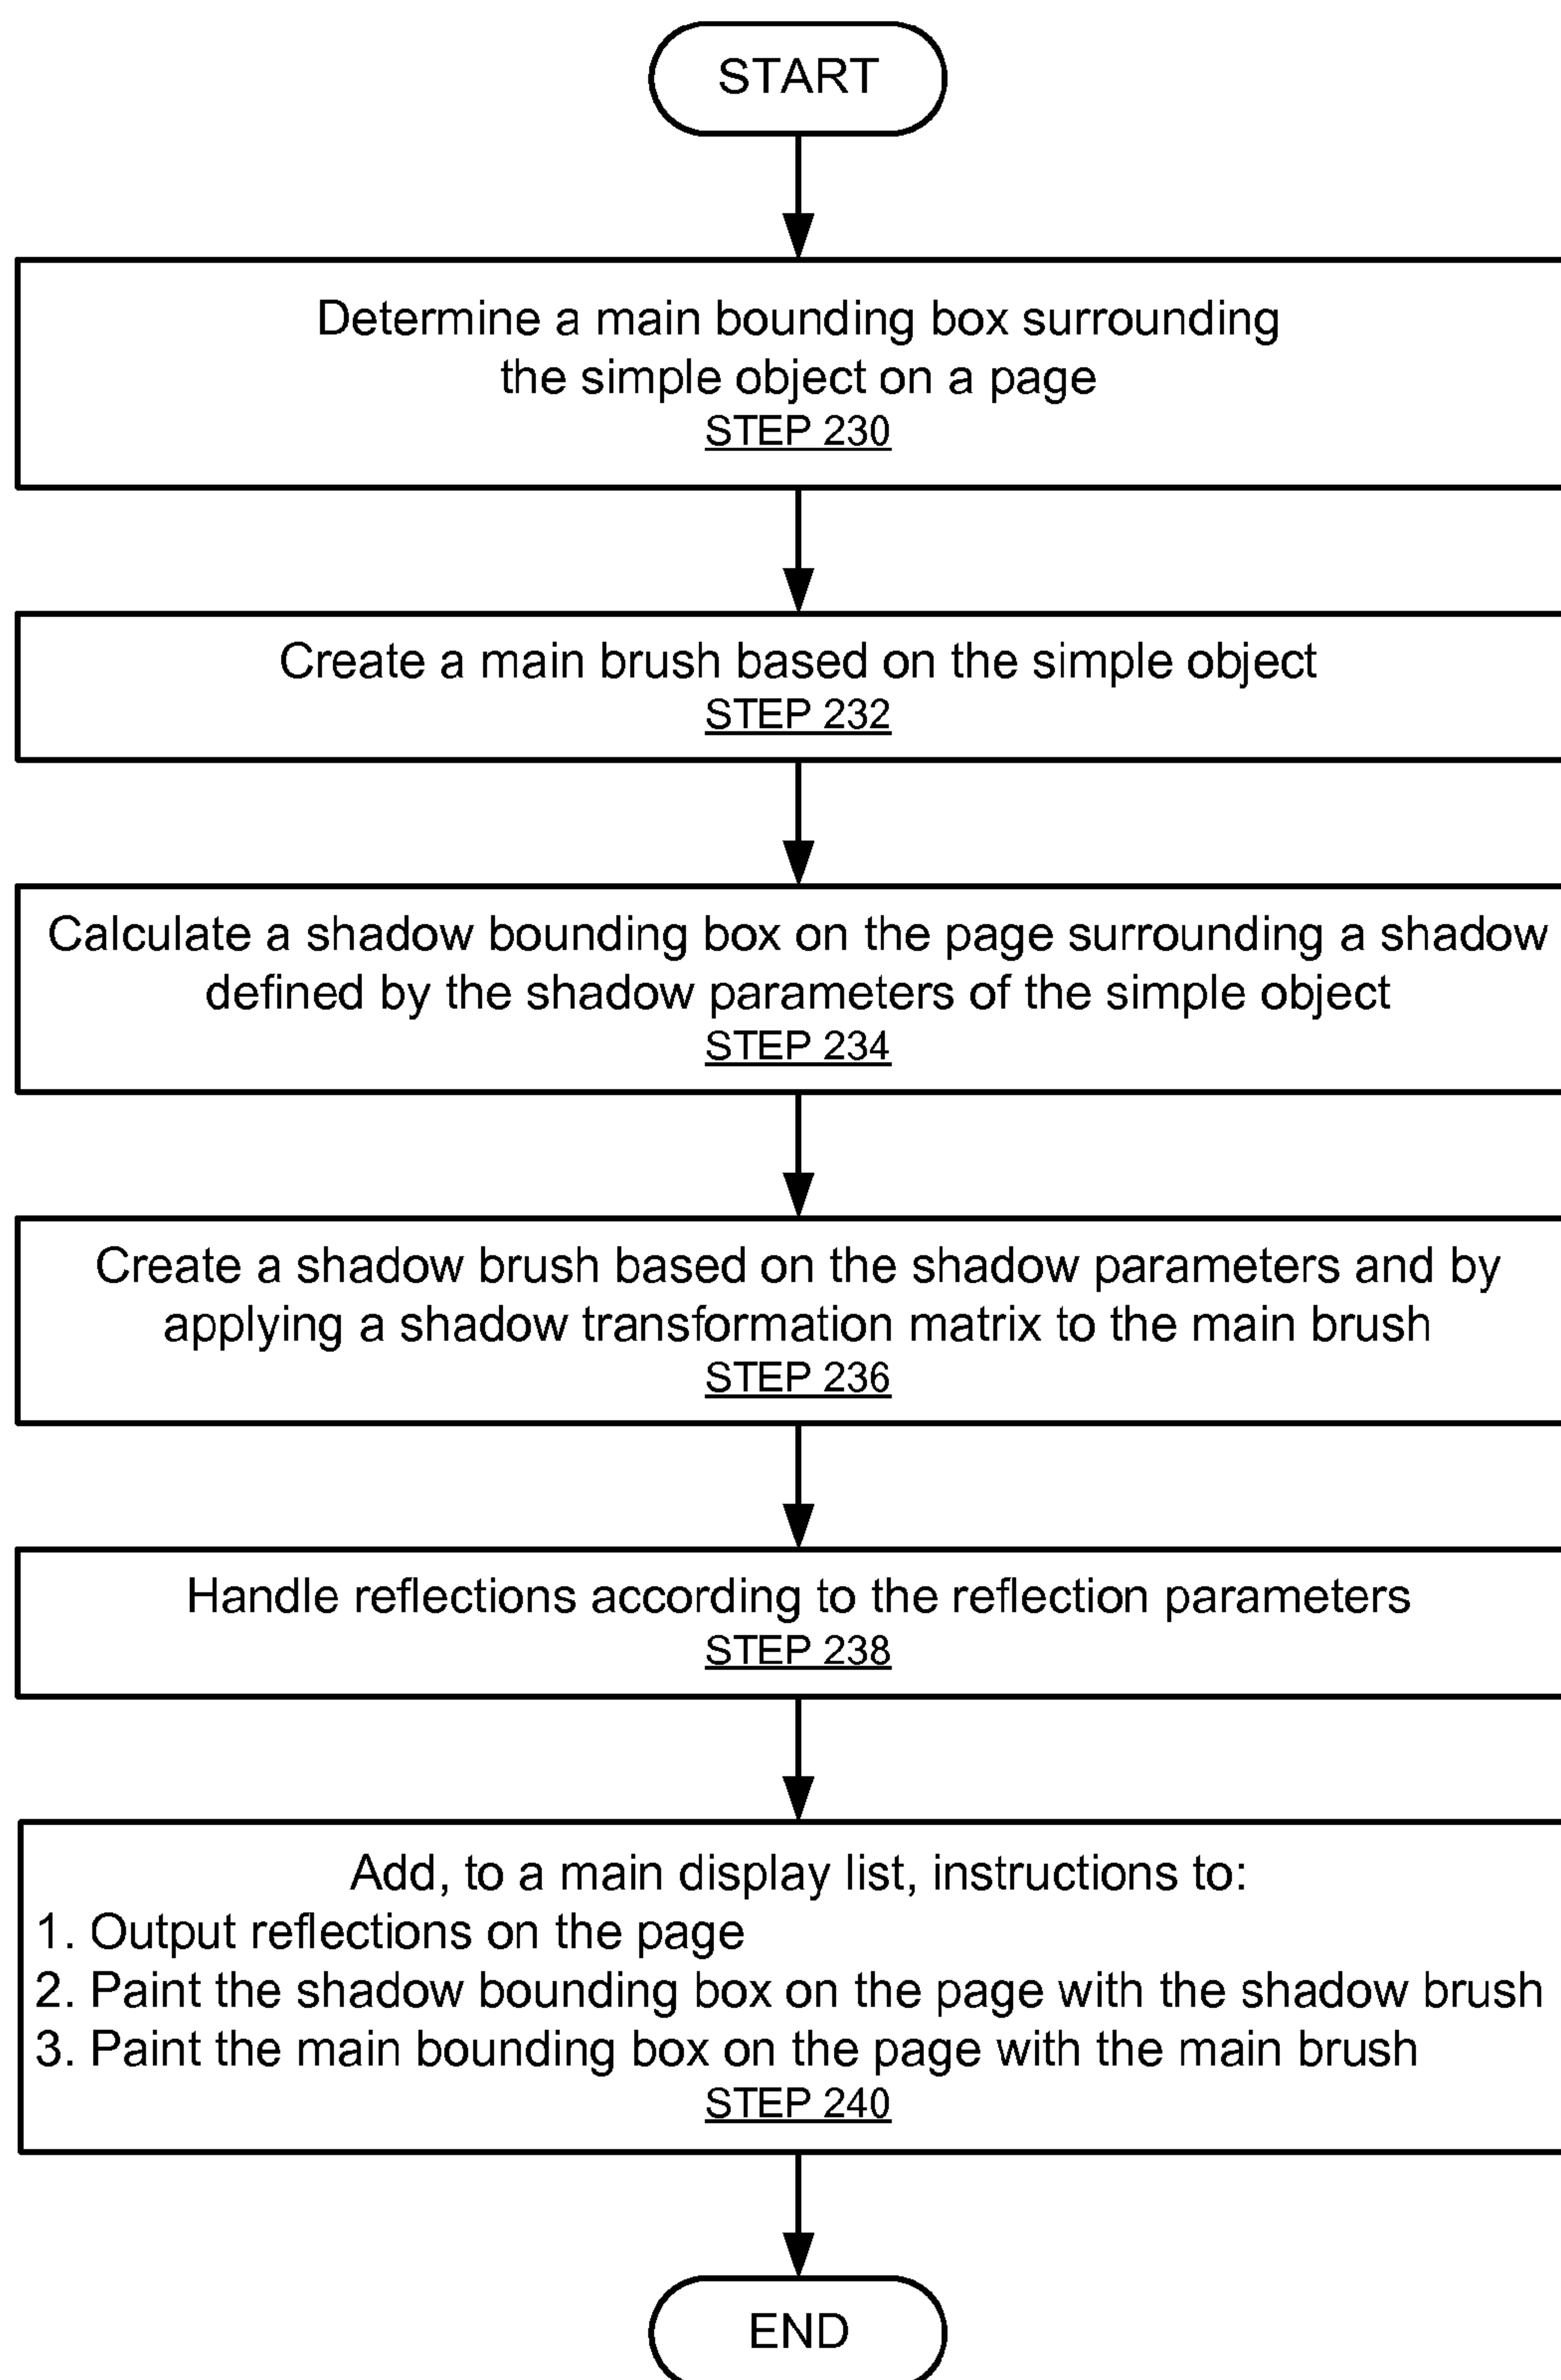 START
Determine a main bounding box surrounding
the simple object on a page
STEP 230
Create a main brush based on the simple object
STEP 232
Calculate a shadow bounding box on the page surrounding a shadow
defined by the shadow parameters of the simple object
STEP 234
Create a shadow brush based on the shadow parameters and by
applying a shadow transformation matrix to the main brush
STEP 236
Handle reflections according to the reflection parameters
STEP 238
Add, to a main display list, instructions to:
1. Output reflections on the page
2. Paint the shadow bounding box on the page with the shadow brush
3. Paint the main bounding box on the page with the main brush
STEP 240
END